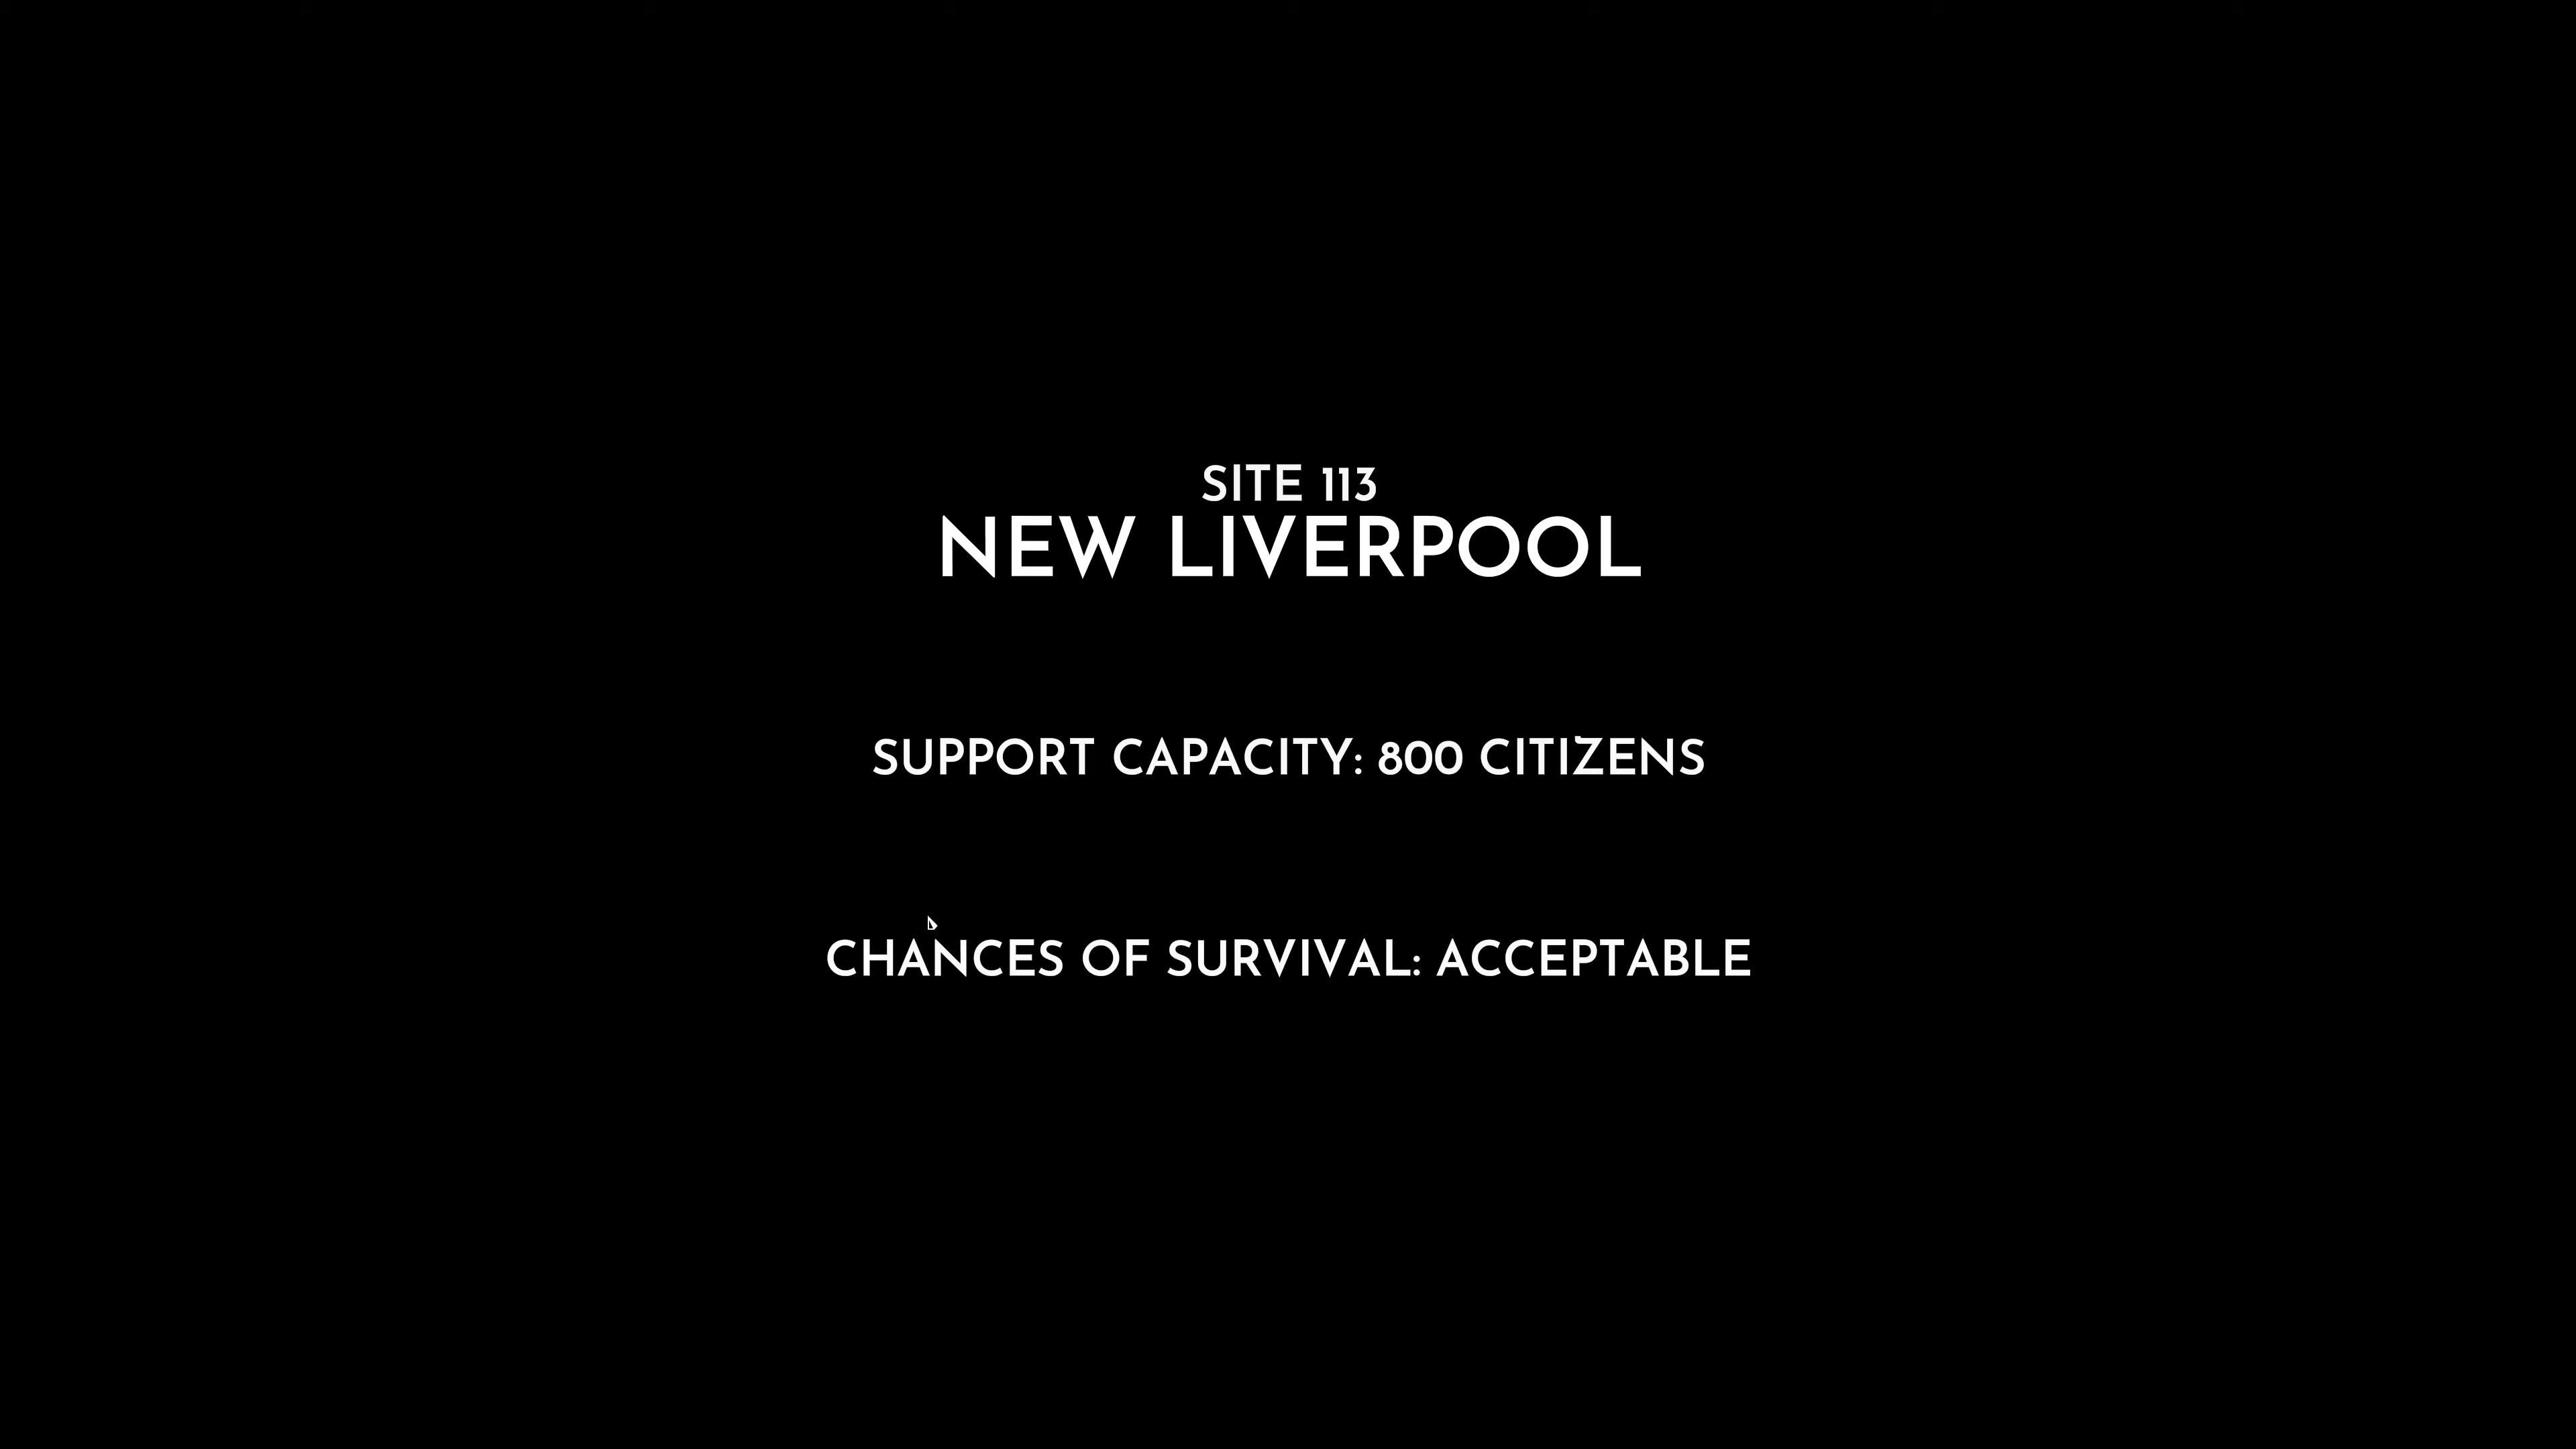 SITE 113
NEW LIVERPOOL
SUPPORT CAPACITY: 800 CITIZENS
CHANCES OF SURVIVAL: ACCEPTABLE